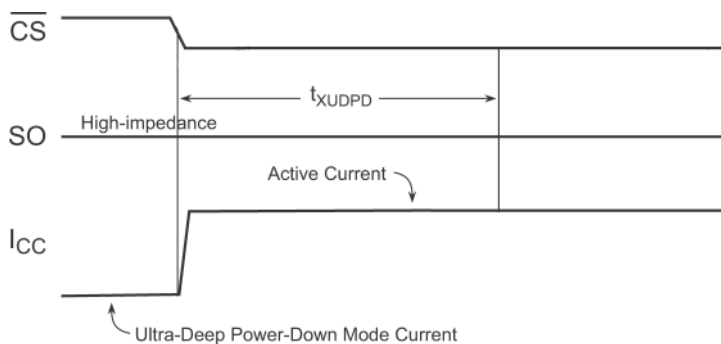 CS
tXUDPD
High-impedance
SO
Active Current
ICC
Ultra-Deep Power-Down Mode Current